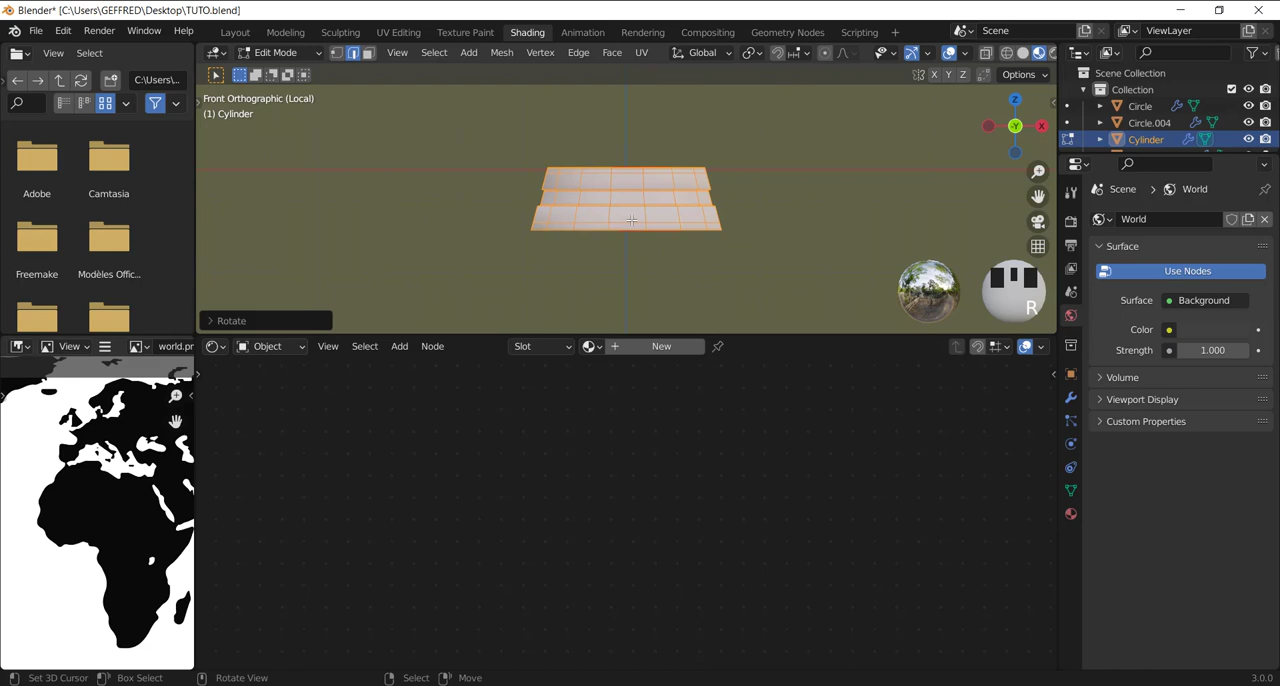 Blender* [C:\Users\GEFFRED\Desktop\TUTO.blend]
File Edit Render Window Help
Layout Modeling Sculpting UV Editing Texture Paint Shading Animation Rendering Compositing Geometry Nodes Scripting + Scene ViewLayer
View Select
Edit Mode View Select Add Mesh Vertex Edge Face UV Global
C:\Users\...
X Y Z Options
Front Orthographic (Local)
(1) Cylinder
Z
-Y
X
Scene Collection
Collection
Circle
Circle.004
Cylinder
Adobe
Camtasia
Freemake
Modèles Offic...
Scene > World
World
Surface
Use Nodes
Surface Background
Color
Strength 1.000
Volume
Viewport Display
Custom Properties
R
Rotate
View world.pr
Object View Select Add Node Slot New
Set 3D Cursor Box Select Rotate View Select Move 3.0.0